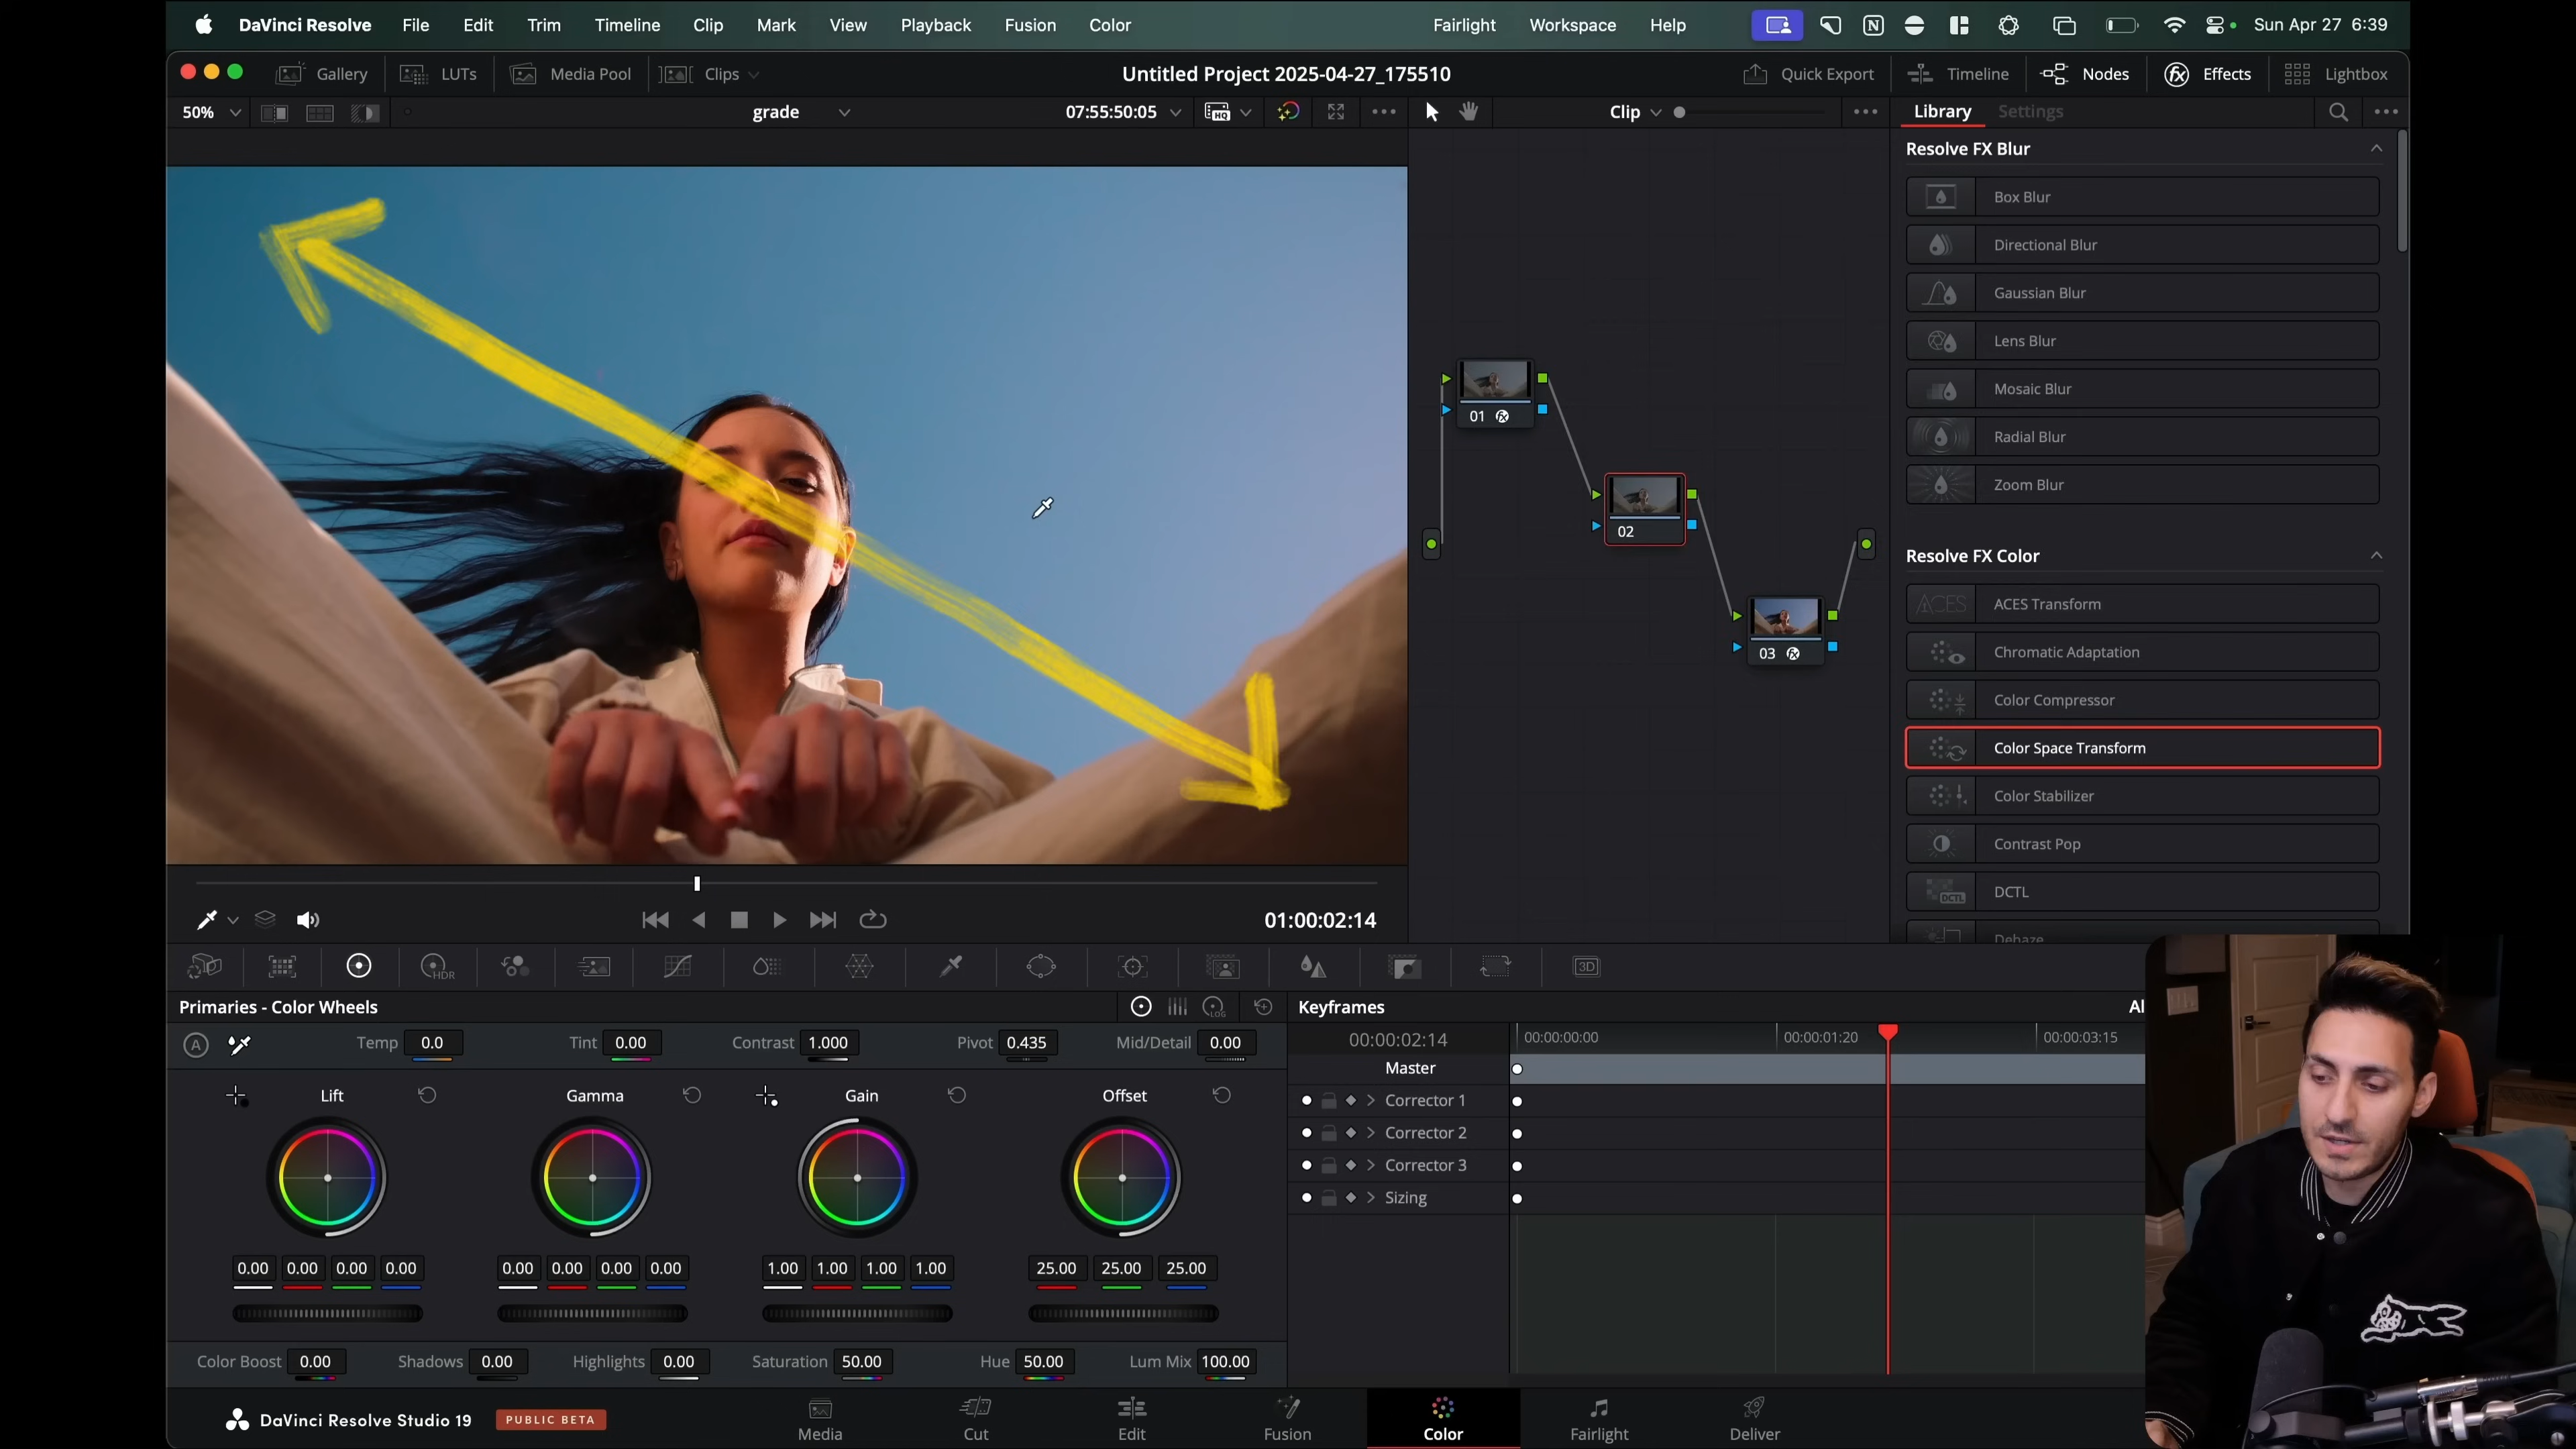 DaVinci Resolve File Edit Trim Timeline Clip Mark View Playback Fusion Color Fairlight Workspace Help Sun Apr 27 6:39
Gallery LUTs Media Pool Clips Untitled Project 2025-04-27_175510 Quick Export Timeline Nodes Effects Lightbox
50% grade 07:55:50:05 HQ Clip Library Settings
Resolve FX Blur
Box Blur
Directional Blur
Gaussian Blur
Lens Blur
Mosaic Blur
Radial Blur
Zoom Blur
01
02
03
Resolve FX Color
ACES ACES Transform
Chromatic Adaptation
Color Compressor
Color Space Transform
Color Stabilizer
Contrast Pop
DCTL DCTL
Dehaze
01:00:02:14
HDR 3D
Primaries - Color Wheels LOG
A Temp 0.0 Tint 0.00 Contrast 1.000 Pivot 0.435 Mid/Detail 0.00
Lift Gamma Gain Offset
0.00 0.00 0.00 0.00 0.00 0.00 0.00 0.00 1.00 1.00 1.00 1.00 25.00 25.00 25.00
Color Boost 0.00 Shadows 0.00 Highlights 0.00 Saturation 50.00 Hue 50.00 Lum Mix 100.00
Keyframes Al
00:00:02:14 00:00:00:00 00:00:01:20 00:00:03:15
Master
Corrector 1
Corrector 2
Corrector 3
Sizing
DaVinci Resolve Studio 19 PUBLIC BETA Media Cut Edit Fusion Color Fairlight Deliver